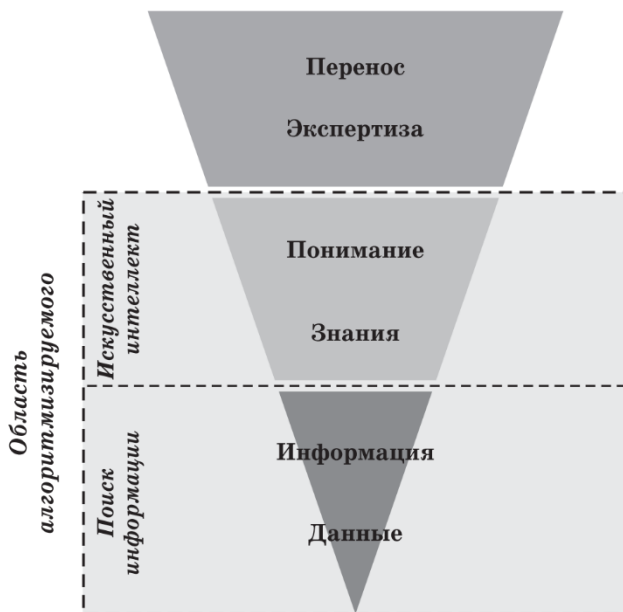 Перенос
Экспертиза
Понимание
Знания
Информация
Данные
Искусственный
интеллект
Поиск
информации
Область
алгоритмизируемого